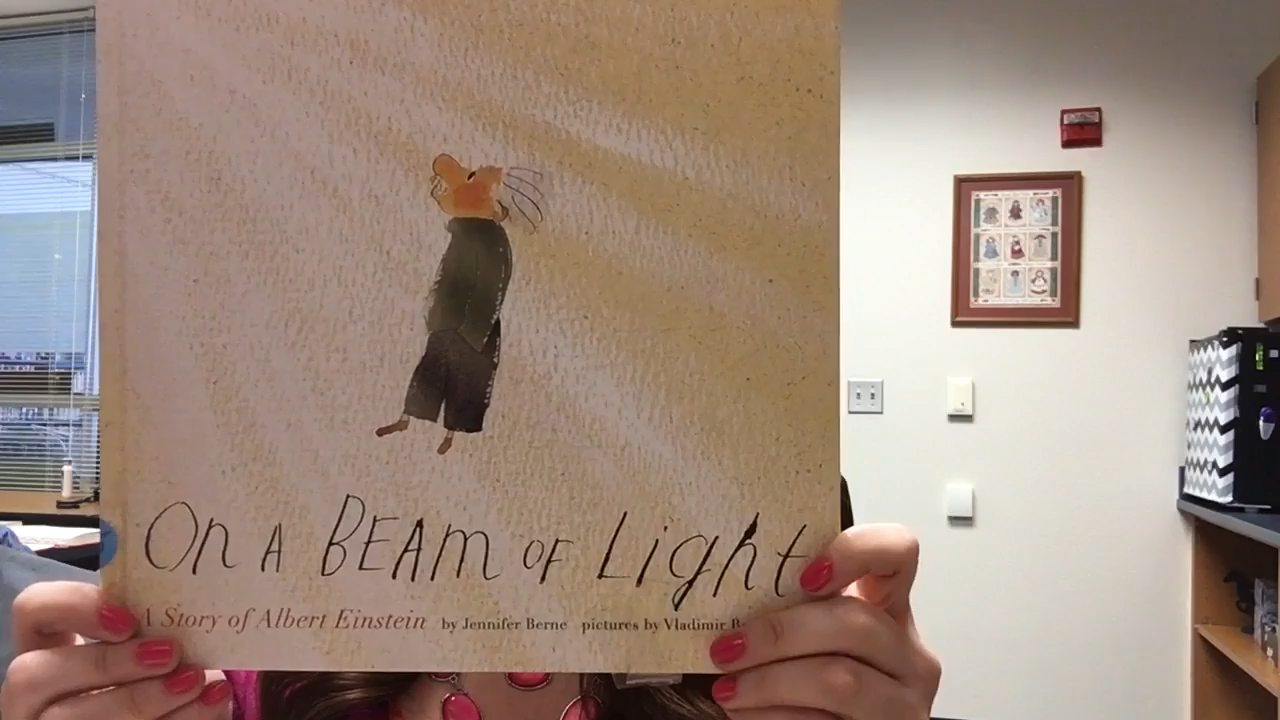 On A BEAM OF Light
A Story of Albert Einstein by Jennifer Berne pictures by Vladimir